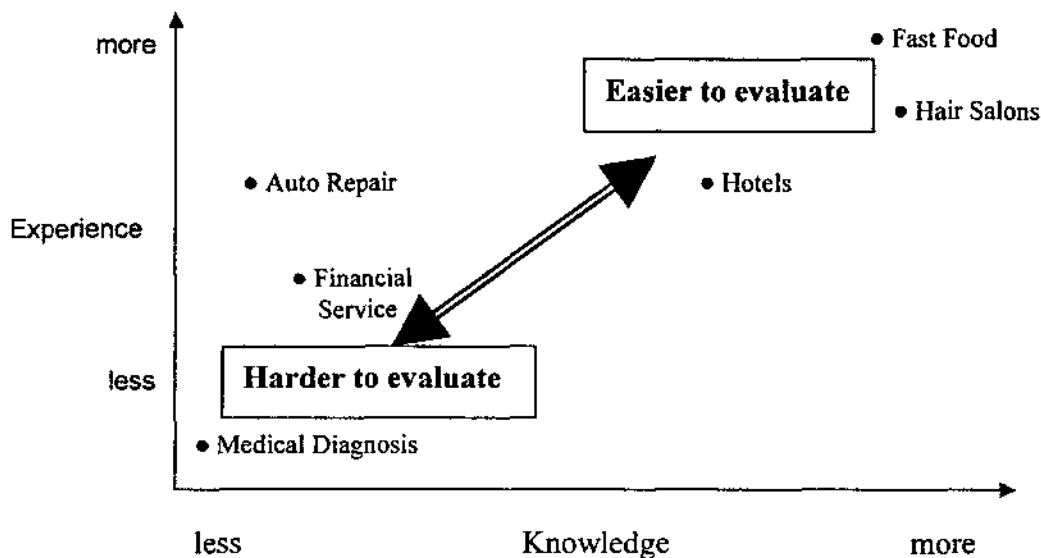 more
• Fast Food
Easier to evaluate
• Hair Salons
• Auto Repair
• Hotels
Experience
• Financial
Service
less
Harder to evaluate
• Medical Diagnosis
less Knowledge more